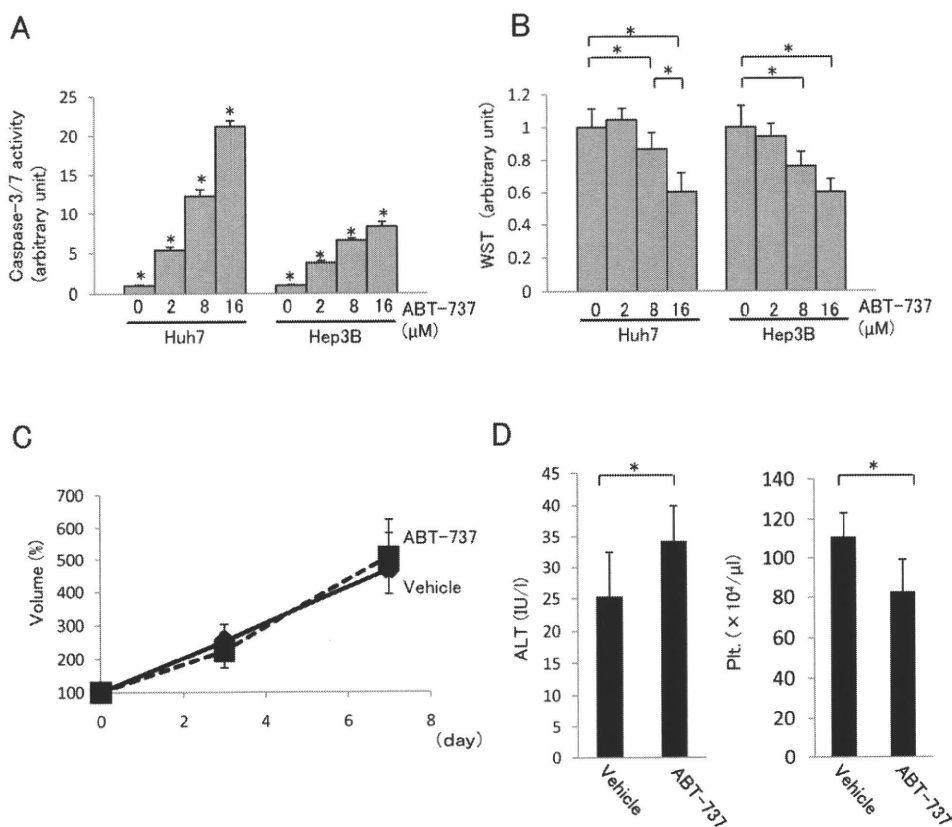 A
Caspase-3/7 activity
(arbitrary unit)
25
20
15
10
5
0
* * * * * * * *
0 2 8 16 0 2 8 16 ABT-737
(μM)
Huh7 Hep3B
B
WST (arbitrary unit)
1.2
1
0.8
0.6
0.4
0.2
0
* * * * *
0 2 8 16 0 2 8 16 ABT-737
(μM)
Huh7 Hep3B
C
Volume (%)
700
600
500
400
300
200
100
0 2 4 6 8
(day)
ABT-737
Vehicle
D
ALT (IU/l)
45
40
35
30
25
20
15
10
5
0
*
Vehicle ABT-737
Plt. (×10⁴/μl)
140
120
100
80
60
40
20
0
*
Vehicle ABT-737